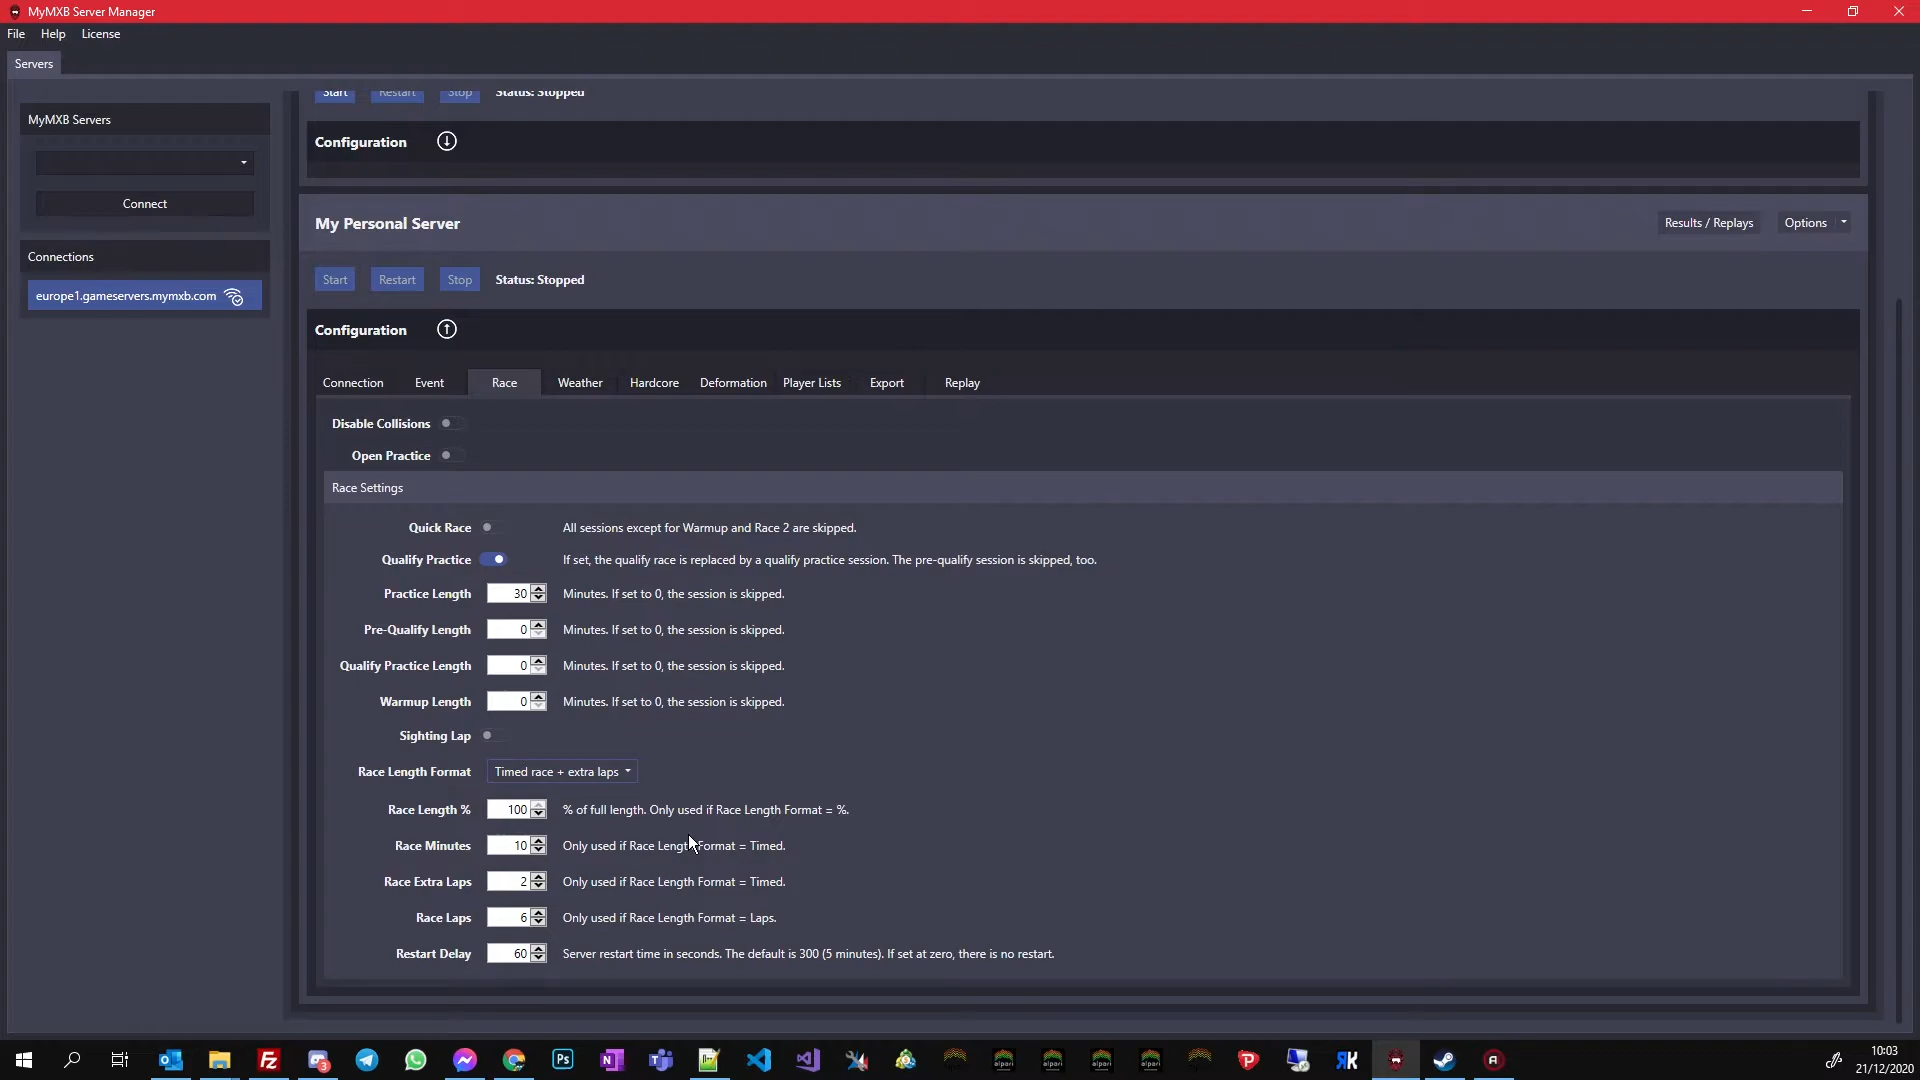 MyMXB Server Manager
File Help License
Servers
MyMXB Servers
Connect
Connections
europe1.gameservers.mymxb.com
Start Restart Stop Status: Stopped
Configuration
My Personal Server
Results / Replays Options
Start Restart Stop Status: Stopped
Configuration
Connection Event Race Weather Hardcore Deformation Player Lists Export Replay
Disable Collisions
Open Practice
Race Settings
Quick Race All sessions except for Warmup and Race 2 are skipped.
Qualify Practice If set, the qualify race is replaced by a qualify practice session. The pre-qualify session is skipped, too.
Practice Length 30 Minutes. If set to 0, the session is skipped.
Pre-Qualify Length 0 Minutes. If set to 0, the session is skipped.
Qualify Practice Length 0 Minutes. If set to 0, the session is skipped.
Warmup Length 0 Minutes. If set to 0, the session is skipped.
Sighting Lap
Race Length Format Timed race + extra laps
Race Length % 100 % of full length. Only used if Race Length Format = %.
Race Minutes 10 Only used if Race Length Format = Timed.
Race Extra Laps 2 Only used if Race Length Format = Timed.
Race Laps 6 Only used if Race Length Format = Laps.
Restart Delay 60 Server restart time in seconds. The default is 300 (5 minutes). If set at zero, there is no restart.
10:03
21/12/2020